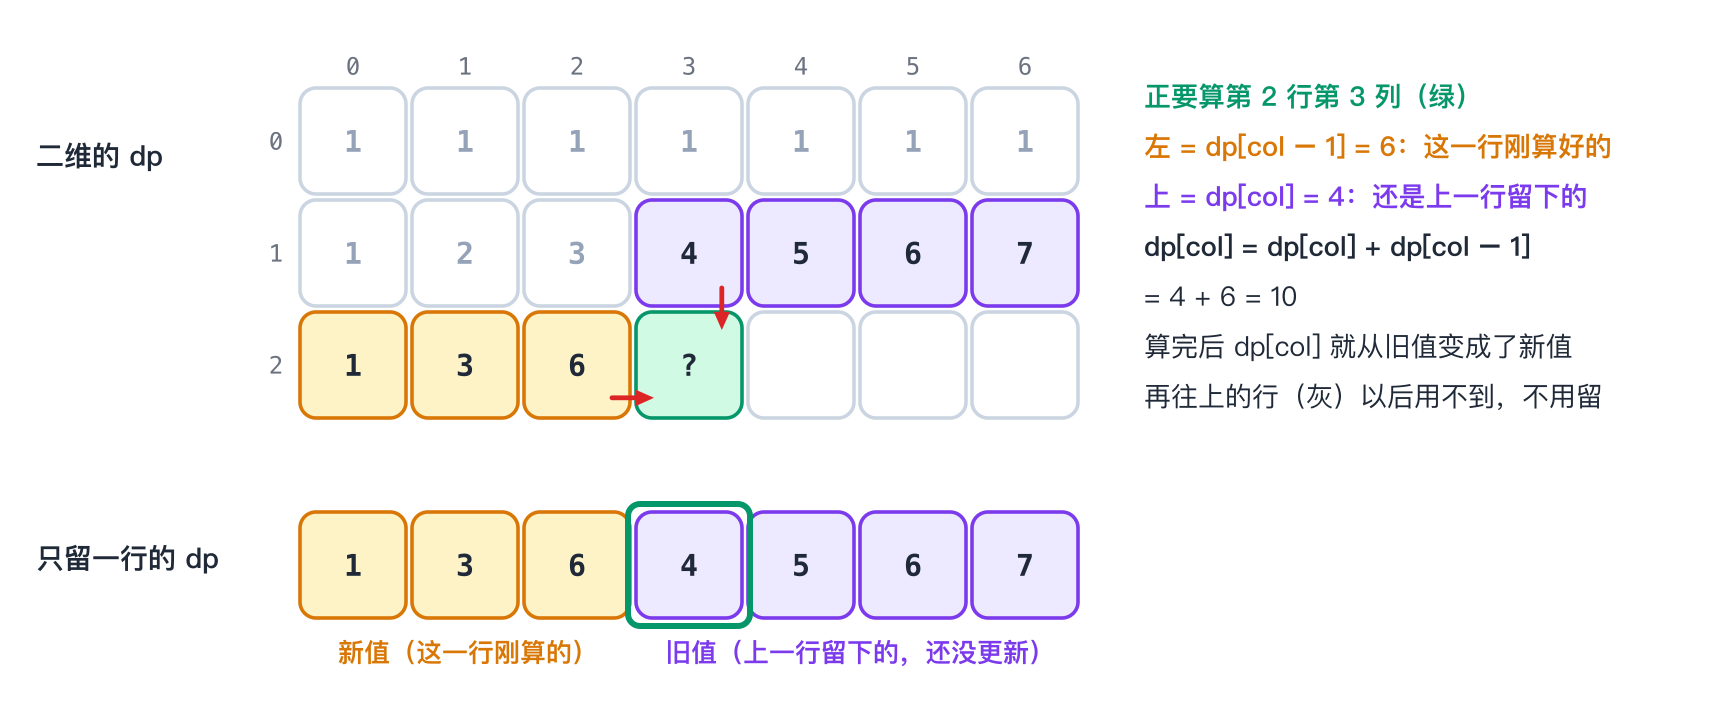 0 1 2 3 4 5 6
二维的 dp
0 1 1 1 1 1 1 1
1 1 2 3 4 5 6 7
2 1 3 6 ?
正要算第 2 行第 3 列（绿）
左 = dp[col − 1] = 6：这一行刚算好的
上 = dp[col] = 4：还是上一行留下的
dp[col] = dp[col] + dp[col − 1]
= 4 + 6 = 10
算完后 dp[col] 就从旧值变成了新值
再往上的行（灰）以后用不到，不用留
只留一行的 dp
1 3 6 4 5 6 7
新值（这一行刚算的）
旧值（上一行留下的，还没更新）